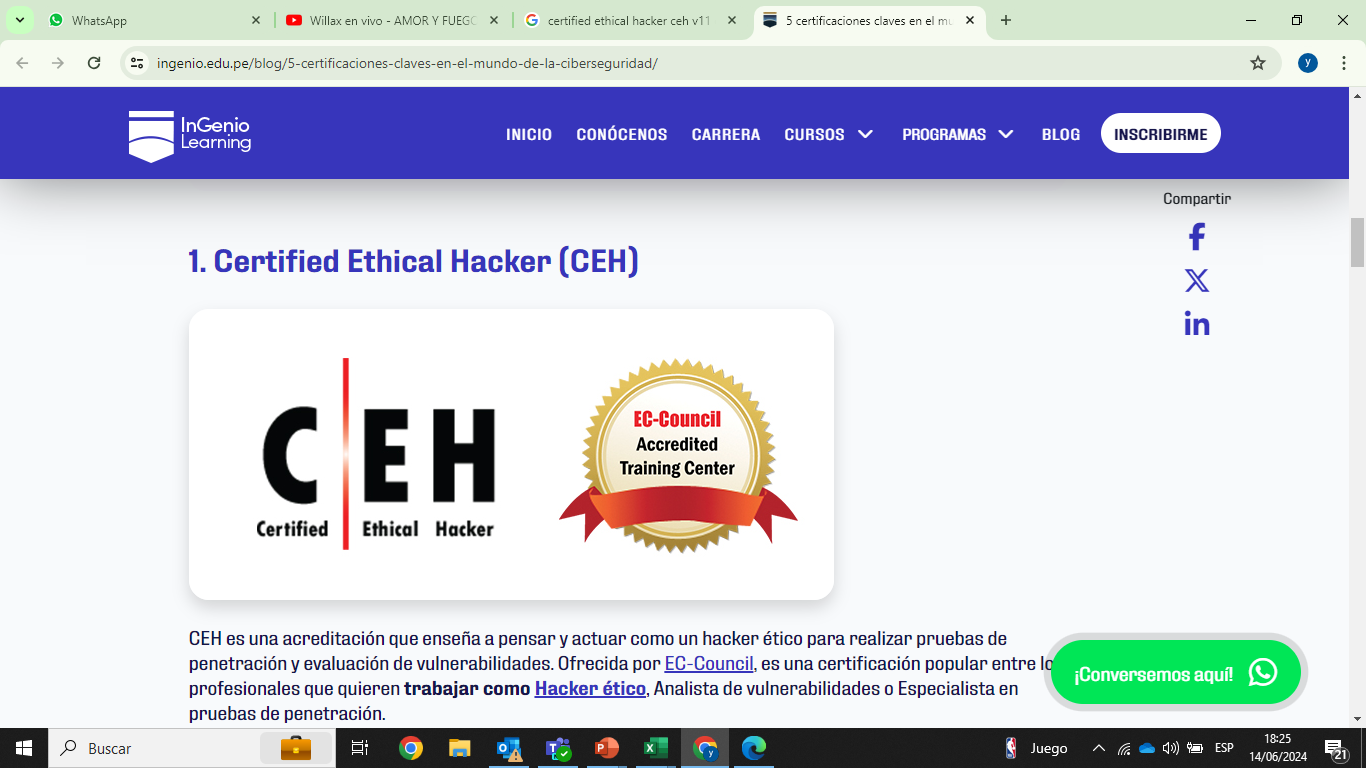 WhatsApp
Willax en vivo - AMOR Y FUEGO
certified ethical hacker ceh v11
5 certificaciones claves en el mu
ingenio.edu.pe/blog/5-certificaciones-claves-en-el-mundo-de-la-ciberseguridad/
y
InGenio
Learning
INICIO CONÓCENOS CARRERA CURSOS PROGRAMAS BLOG INSCRIBIRME
Compartir
1. Certified Ethical Hacker (CEH)
CEH
Certified Ethical Hacker
EC-Council
Accredited
Training Center
CEH es una acreditación que enseña a pensar y actuar como un hacker ético para realizar pruebas de
penetración y evaluación de vulnerabilidades. Ofrecida por EC-Council, es una certificación popular entre lo
profesionales que quieren trabajar como Hacker ético, Analista de vulnerabilidades o Especialista en
pruebas de penetración.
¡Conversemos aquí!
Buscar
Juego
ESP
18:25
14/06/2024
21